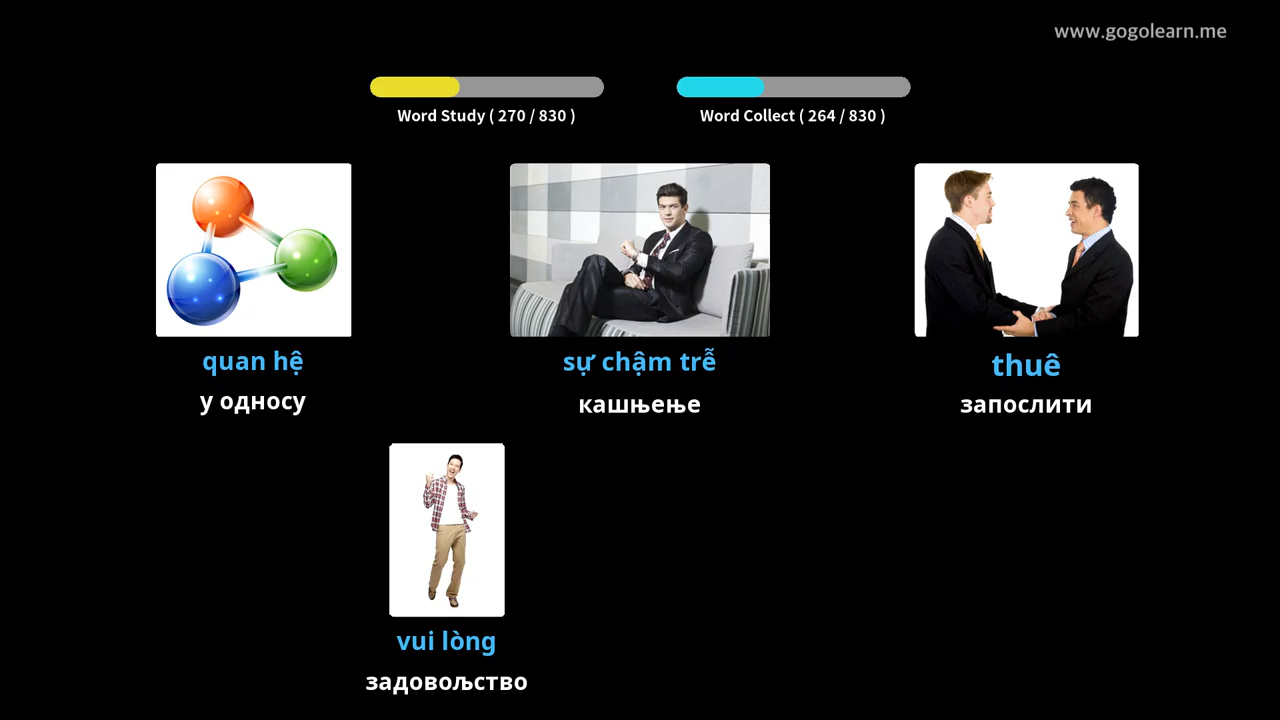 www.gogolearn.me
Word Study ( 270 / 830 )
Word Collect ( 264 / 830 )
quan hệ
у односу
sự chậm trễ
кашњење
thuê
запослити
vui lòng
задовољство